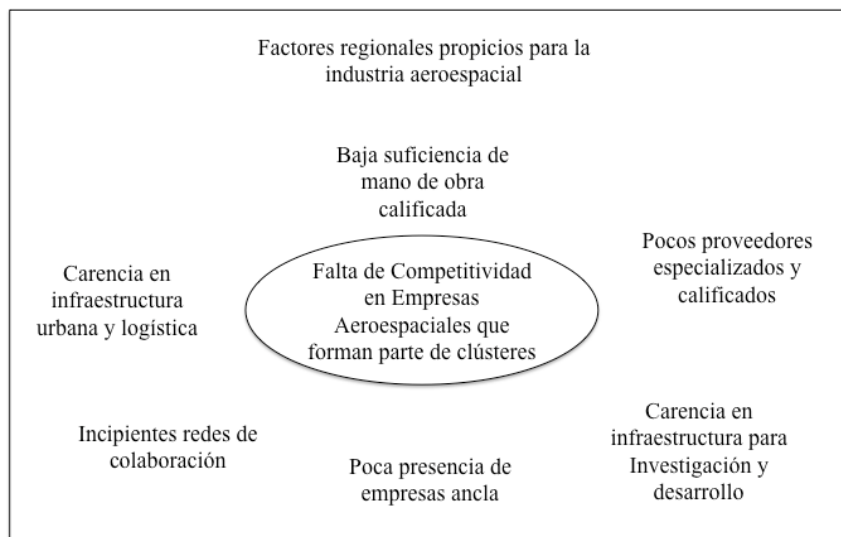 Factores regionales propicios para la
industria aeroespacial
Baja suficiencia de
mano de obra
calificada
Pocos proveedores
especializados y
calificados
Carencia en
infraestructura
urbana y logística
Falta de Competitividad
en Empresas
Aeroespaciales que
forman parte de clústeres
Carencia en
infraestructura para
Investigación y
desarrollo
Incipientes redes de
colaboración
Poca presencia de
empresas ancla